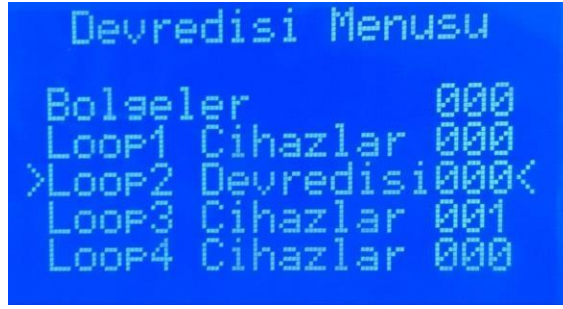 Devredisi Menusu
Bolgeler 000
Loop1 Cihazlar 000
>Loop2 Devredisi000<
Loop3 Cihazlar 001
Loop4 Cihazlar 000